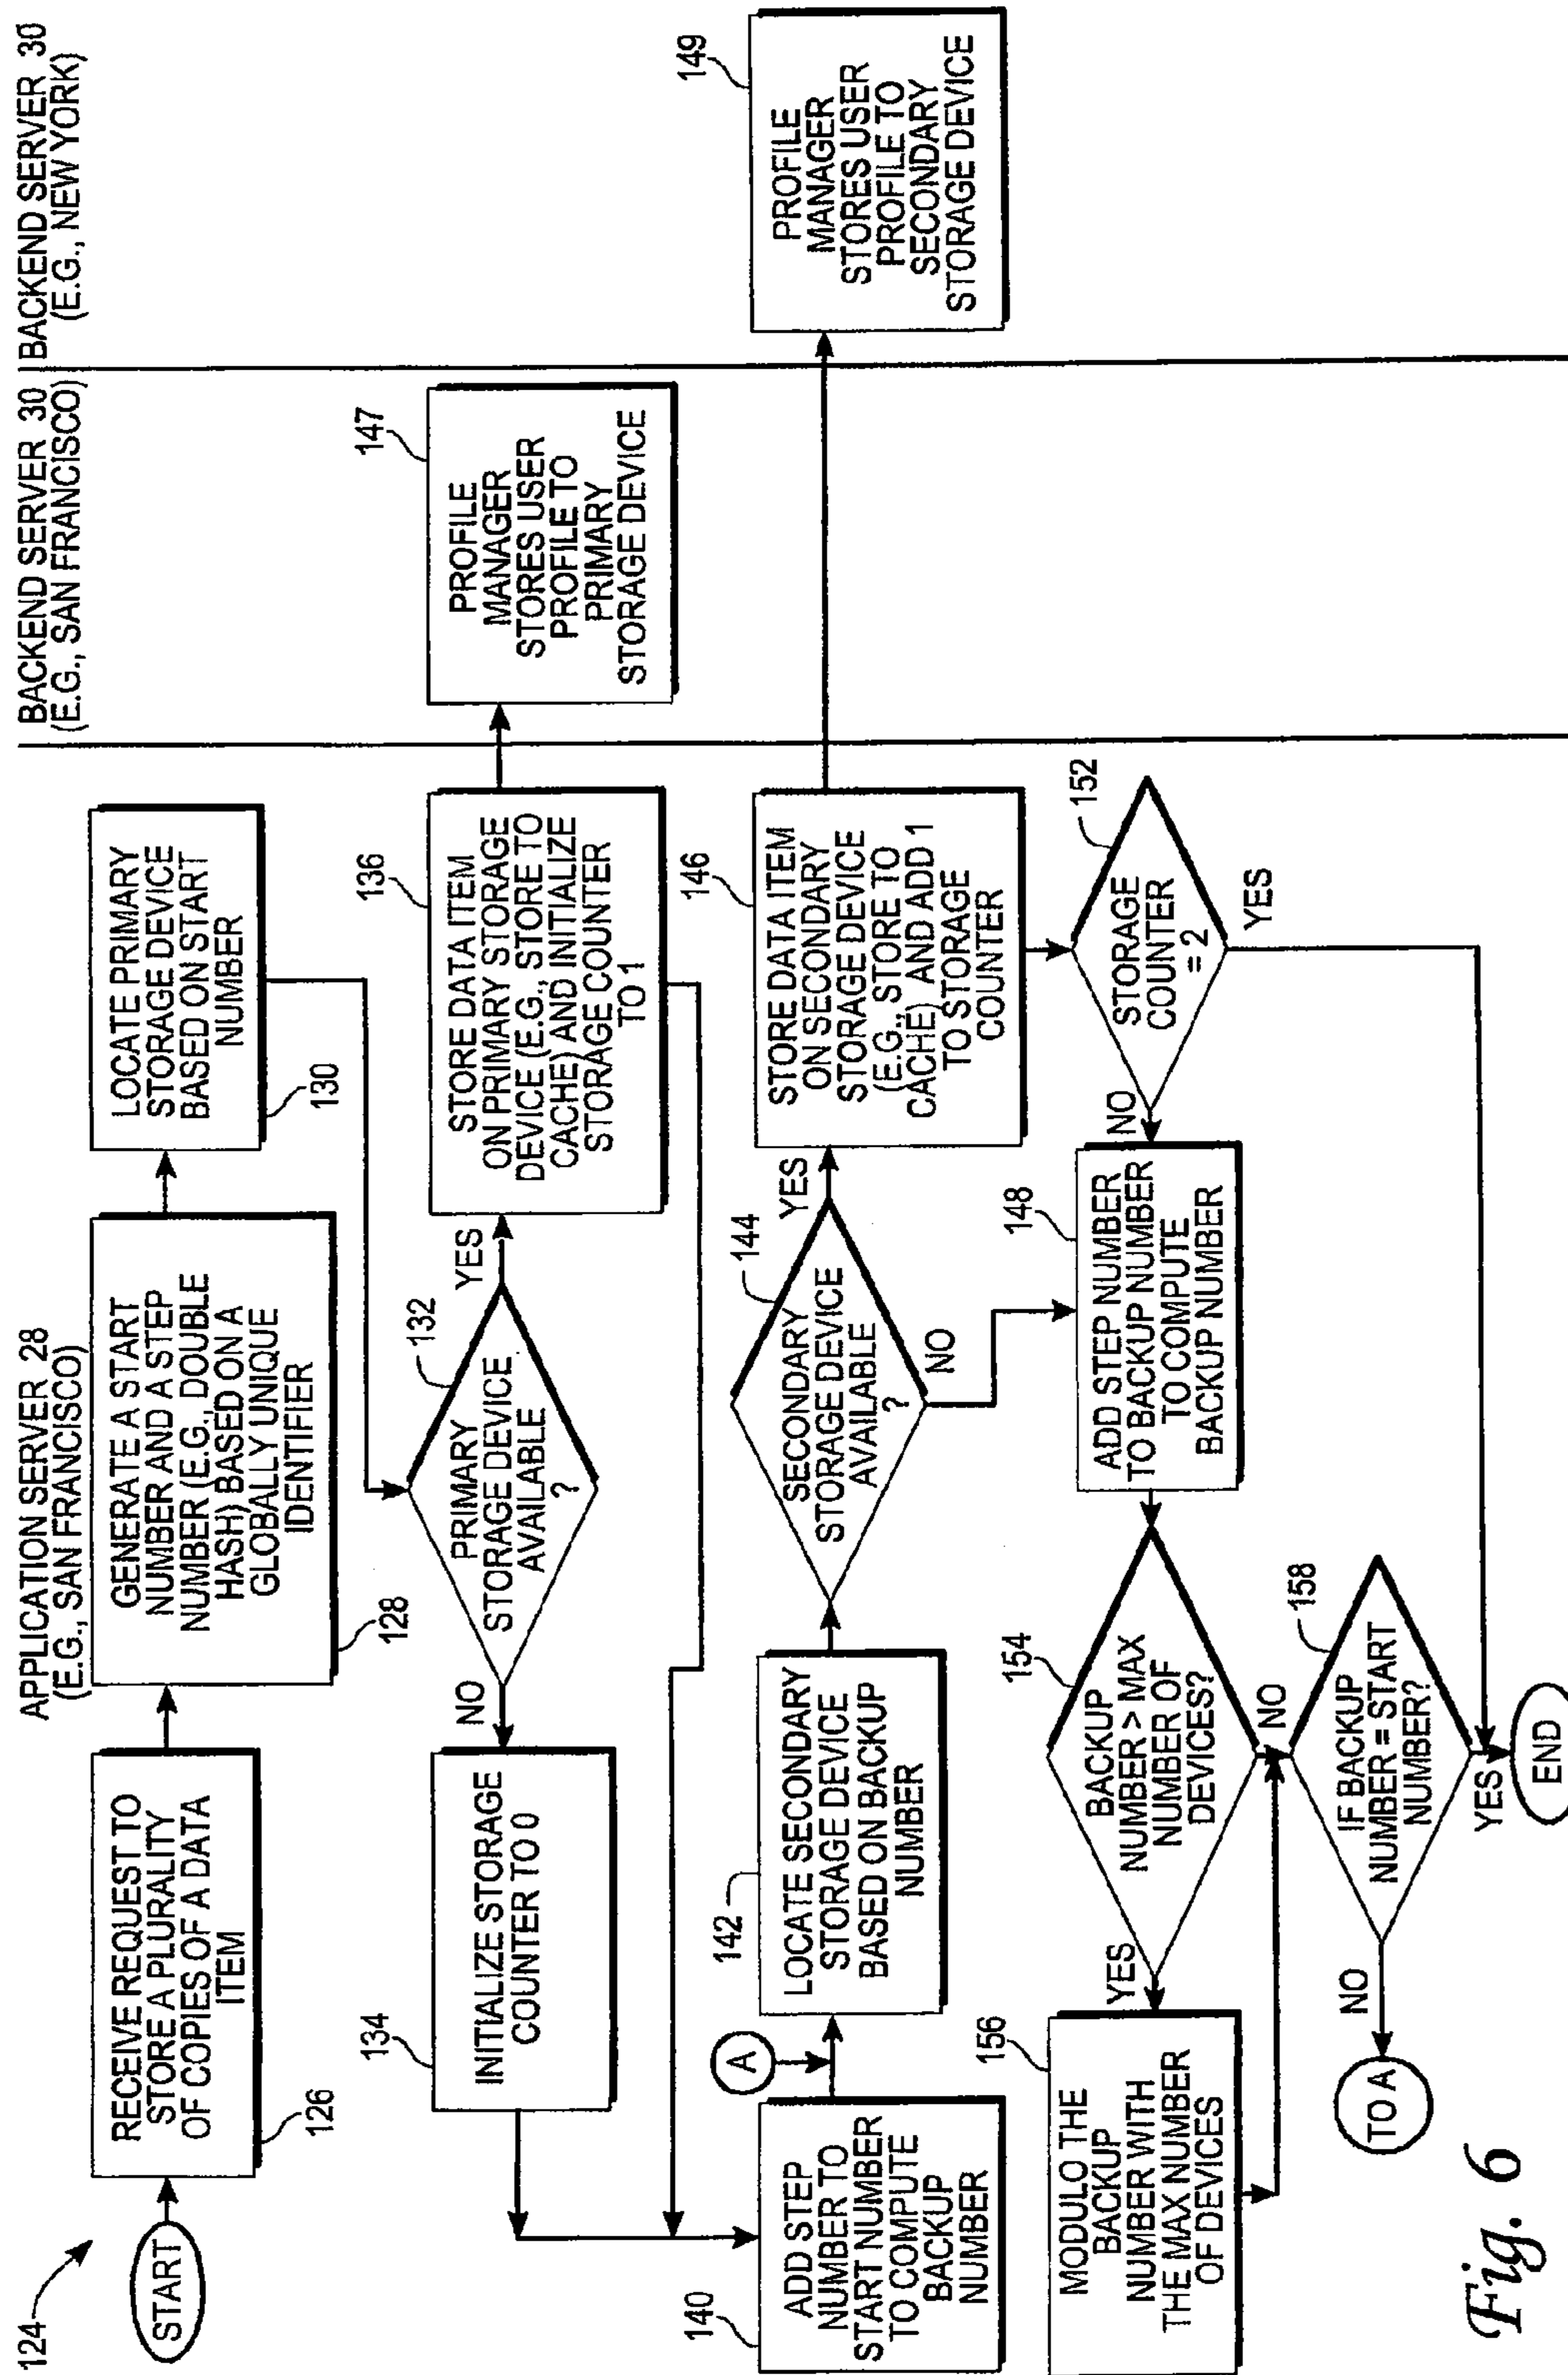 APPLICATION SERVER 28
(E.G., SAN FRANCISCO)
BACKEND SERVER 30
(E.G., SAN FRANCISCO)
BACKEND SERVER 30
(E.G., NEW YORK)
124
START
RECEIVE REQUEST TO
STORE A PLURALITY
OF COPIES OF A DATA
ITEM
126
GENERATE A START
NUMBER AND A STEP
NUMBER (E.G., DOUBLE
HASH) BASED ON A
GLOBALLY UNIQUE
IDENTIFIER
128
LOCATE PRIMARY
STORAGE DEVICE
BASED ON START
NUMBER
130
134
INITIALIZE STORAGE
COUNTER TO 0
NO
PRIMARY
STORAGE DEVICE
AVAILABLE
?
132
YES
136
STORE DATA ITEM
ON PRIMARY STORAGE
DEVICE (E.G., STORE TO
CACHE) AND INITIALIZE
STORAGE COUNTER
TO 1
147
PROFILE
MANAGER
STORES USER
PROFILE TO
PRIMARY
STORAGE DEVICE
140
ADD STEP
NUMBER TO
START NUMBER
TO COMPUTE
BACKUP
NUMBER
A
142
LOCATE SECONDARY
STORAGE DEVICE
BASED ON BACKUP
NUMBER
144
SECONDARY
STORAGE DEVICE
AVAILABLE
?
YES
NO
146
STORE DATA ITEM
ON SECONDARY
STORAGE DEVICE
(E.G., STORE TO
CACHE) AND ADD 1
TO STORAGE
COUNTER
149
PROFILE
MANAGER
STORES USER
PROFILE TO
SECONDARY
STORAGE DEVICE
156
MODULO THE
BACKUP
NUMBER WITH
THE MAX NUMBER
OF DEVICES
YES
154
BACKUP
NUMBER > MAX
NUMBER OF
DEVICES?
NO
148
ADD STEP NUMBER
TO BACKUP NUMBER
TO COMPUTE
BACKUP NUMBER
NO
152
STORAGE
COUNTER
= 2
YES
TO A
NO
158
IF BACKUP
NUMBER = START
NUMBER?
YES
END
Fig. 6